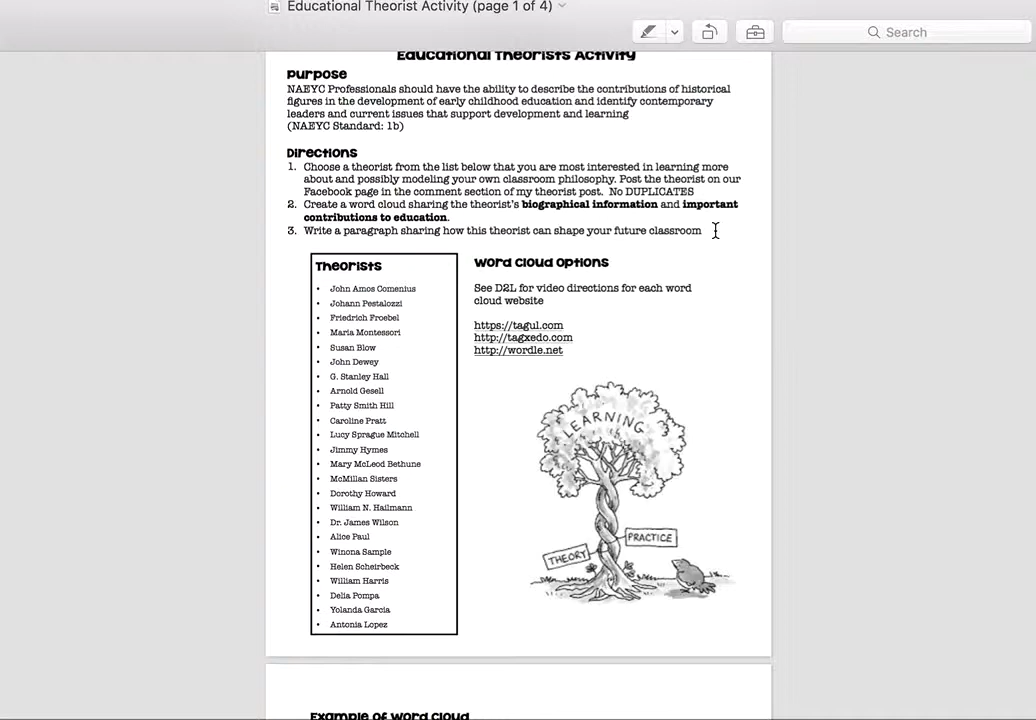 Educational Theorist Activity (page 1 of 4)
Search
Educational Theorists Activity
Purpose
NAEYC Professionals should have the ability to describe the contributions of historical
figures in the development of early childhood education and identify contemporary
leaders and current issues that support development and learning
(NAEYC Standard: 1b)
Directions
1. Choose a theorist from the list below that you are most interested in learning more
about and possibly modeling your own classroom philosophy. Post the theorist on our
Facebook page in the comment section of my theorist post. No DUPLICATES
2. Create a word cloud sharing the theorist's biographical information and important
contributions to education.
3. Write a paragraph sharing how this theorist can shape your future classroom
Theorists
• John Amos Comenius
• Johann Pestalozzi
• Friedrich Froebel
• Maria Montessori
• Susan Blow
• John Dewey
• G. Stanley Hall
• Arnold Gesell
• Patty Smith Hill
• Caroline Pratt
• Lucy Sprague Mitchell
• Jimmy Hymes
• Mary McLeod Bethune
• McMillan Sisters
• Dorothy Howard
• William N. Hailmann
• Dr. James Wilson
• Alice Paul
• Winona Sample
• Helen Scheirbeck
• William Harris
• Delia Pompa
• Yolanda Garcia
• Antonia Lopez
Word Cloud Options
See D2L for video directions for each word
cloud website
https://tagul.com
http://tagxedo.com
http://wordle.net
LEARNING
PRACTICE
THEORY
Example of Word Cloud